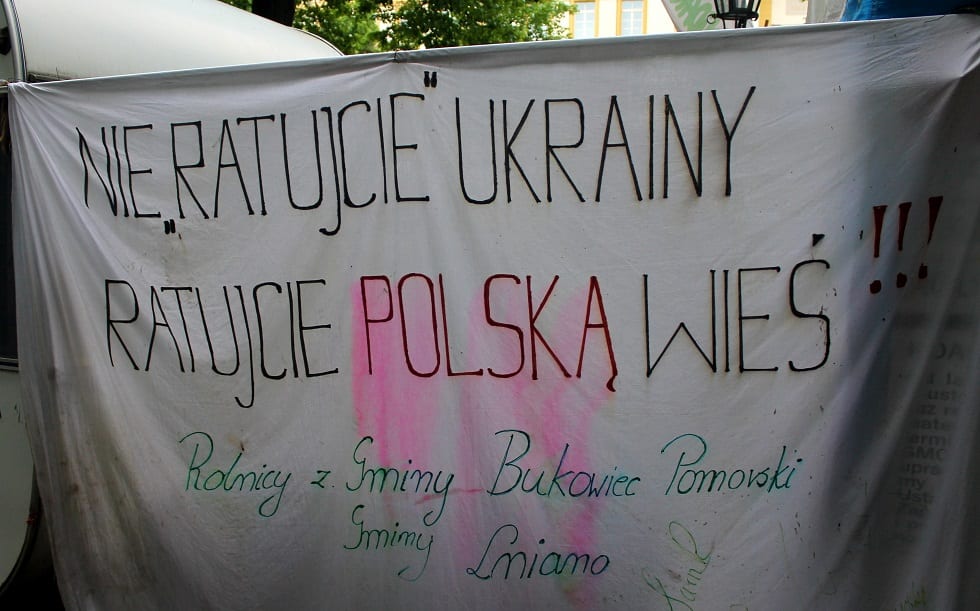 NIE „RATUJCIE" UKRAINY
RATUJCIE POLSKĄ WIEŚ !!!
Rolnicy z Gminy Bukowiec Pomorski
Gminy Lniano